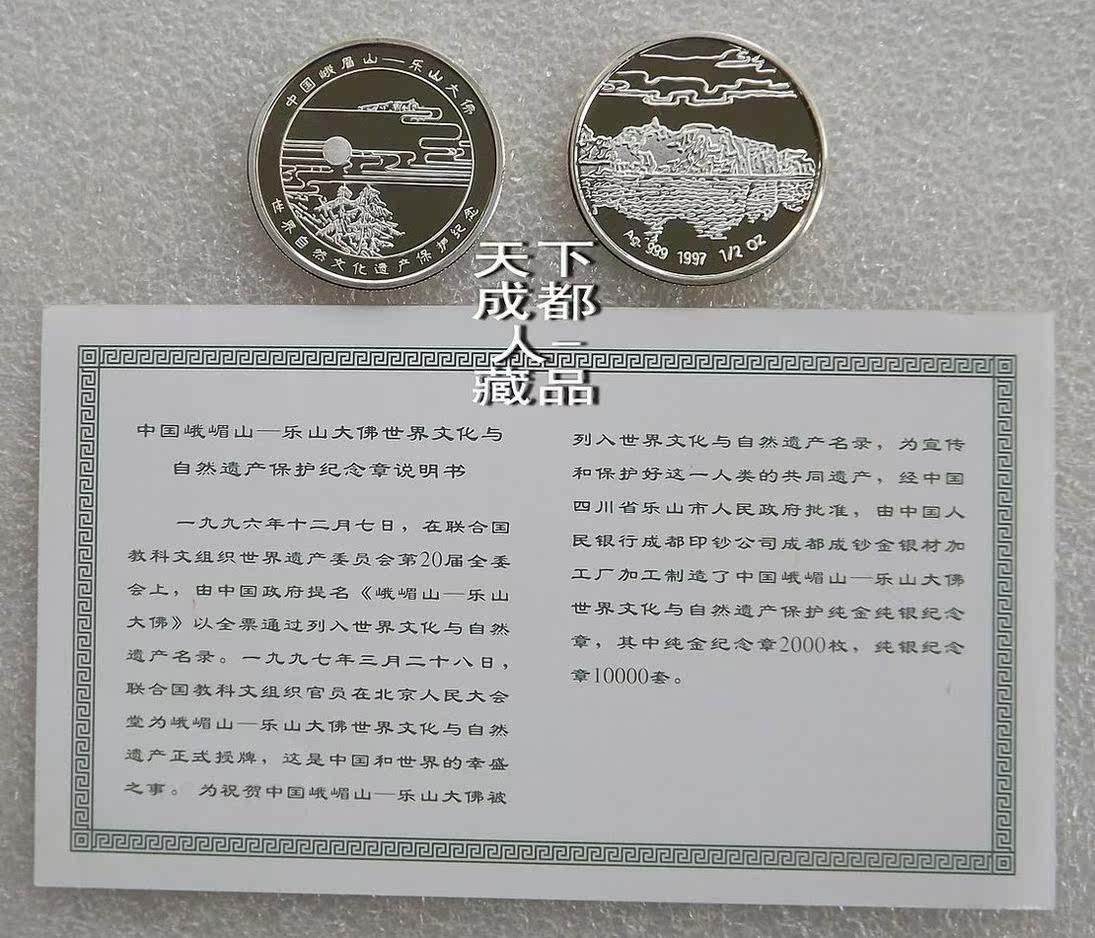 中国峨眉山—乐山大佛
世界自然文化遗产保护纪念
Ag. 999 1997 1/2 OZ
天下
成都
人-
藏品
中国峨嵋山—乐山大佛世界文化与
自然遗产保护纪念章说明书
一九九六年十二月七日，在联合国
教科文组织世界遗产委员会第20届全委
会上，由中国政府提名《峨嵋山—乐山
大佛》以全票通过列入世界文化与自然
遗产名录。一九九七年三月二十八日，
联合国教科文组织官员在北京人民大会
堂为峨嵋山—乐山大佛世界文化与自然
遗产正式授牌，这是中国和世界的幸盛
之事。为祝贺中国峨嵋山—乐山大佛被
列入世界文化与自然遗产名录，为宣传
和保护好这一人类的共同遗产，经中国
四川省乐山市人民政府批准，由中国人
民银行成都印钞公司成都成钞金银材加
工厂加工制造了中国峨嵋山—乐山大佛
世界文化与自然遗产保护纯金纯银纪念
章，其中纯金纪念章2000枚，纯银纪念
章10000套。